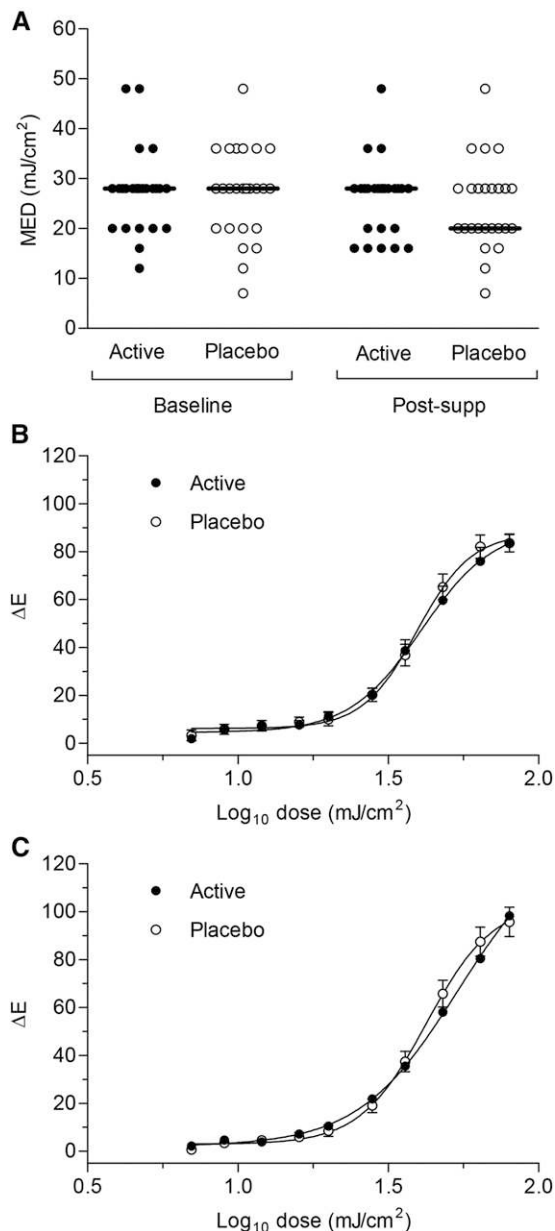 A
60
50
40
30
20
10
0
MED (mJ/cm²)
Active Placebo Active Placebo
Baseline Post-supp
B
120
100
80
60
40
20
0
ΔE
Active
Placebo
0.5 1.0 1.5 2.0
Log₁₀ dose (mJ/cm²)
C
120
100
80
60
40
20
0
ΔE
Active
Placebo
0.5 1.0 1.5 2.0
Log₁₀ dose (mJ/cm²)